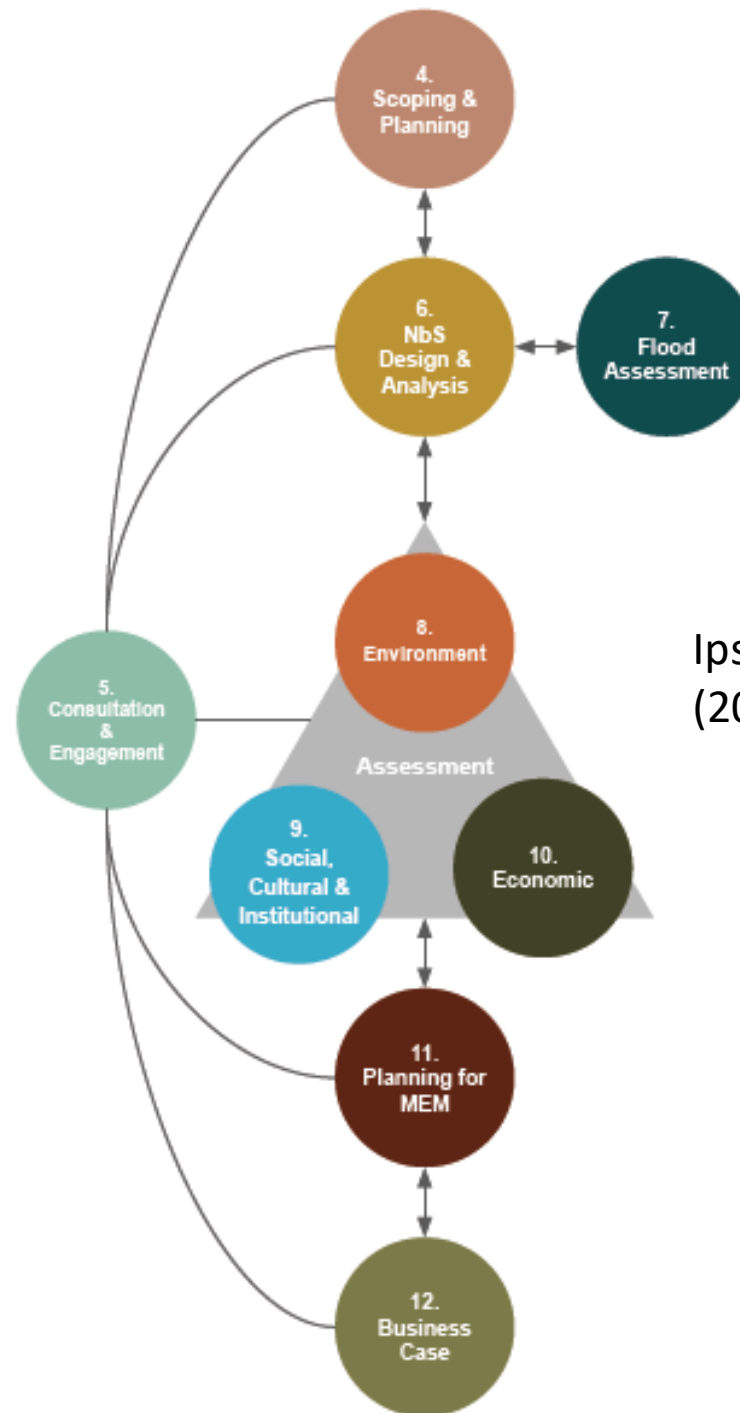 4.
Scoping &
Planning
6.
NbS
Design &
Analysis
7.
Flood
Assessment
8.
Environment
5.
Consultation
&
Engagement
Assessment
9.
Social,
Cultural &
Institutional
10.
Economic
11.
Planning for
MEM
12.
Business
Case